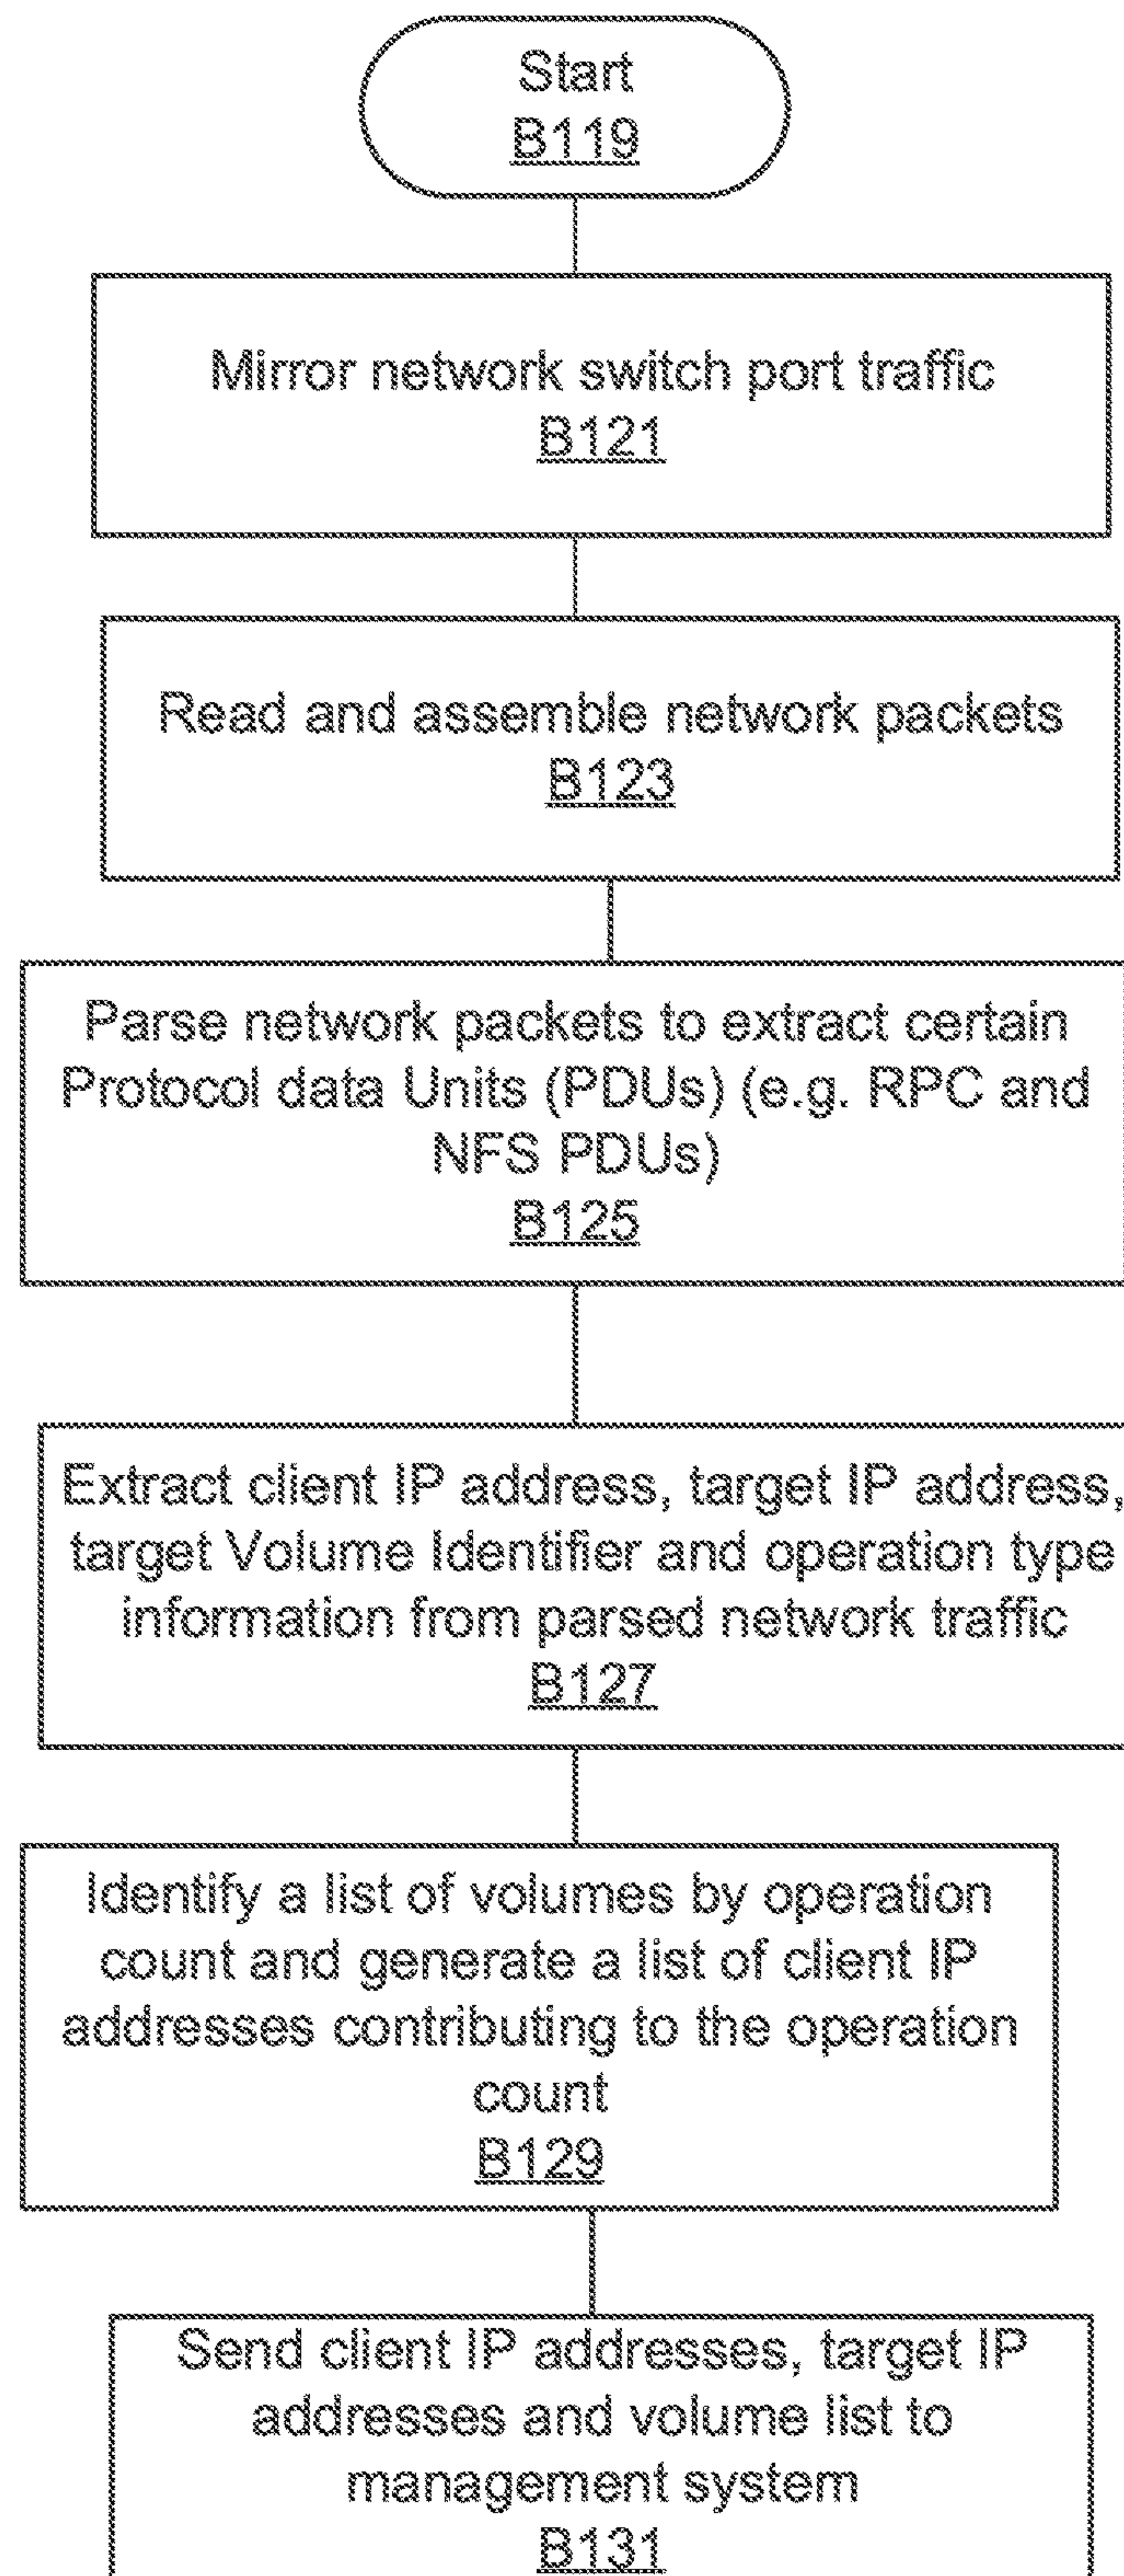 Start
B119
Mirror network switch port traffic
B121
Read and assemble network packets
B123
Parse network packets to extract certain
Protocol data Units (PDUs) (e.g. RPC and
NFS PDUs)
B125
Extract client IP address, target IP address,
target Volume Identifier and operation type
information from parsed network traffic
B127
Identify a list of volumes by operation
count and generate a list of client IP
addresses contributing to the operation
count
B129
Send client IP addresses, target IP
addresses and volume list to
management system
B131